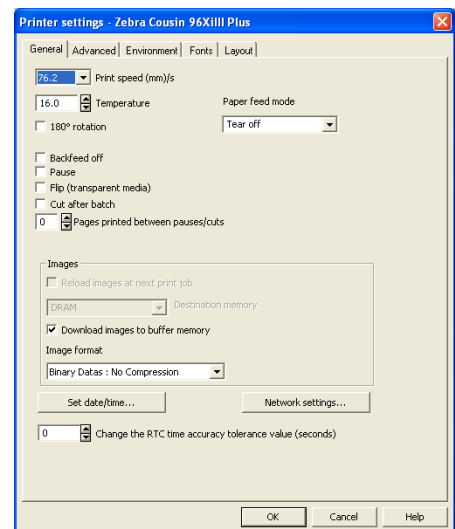 Printer settings - Zebra Cousin 96XiIII Plus
General Advanced Environment Fonts Layout
76.2 Print speed (mm)/s
16.0 Temperature Paper feed mode
180° rotation Tear off
Backfeed off
Pause
Flip (transparent media)
Cut after batch
0 Pages printed between pauses/cuts
Images
Reload images at next print job
DRAM Destination memory
Download images to buffer memory
Image format
Binary Datas : No Compression
Set date/time... Network settings...
0 Change the RTC time accuracy tolerance value (seconds)
OK Cancel Help